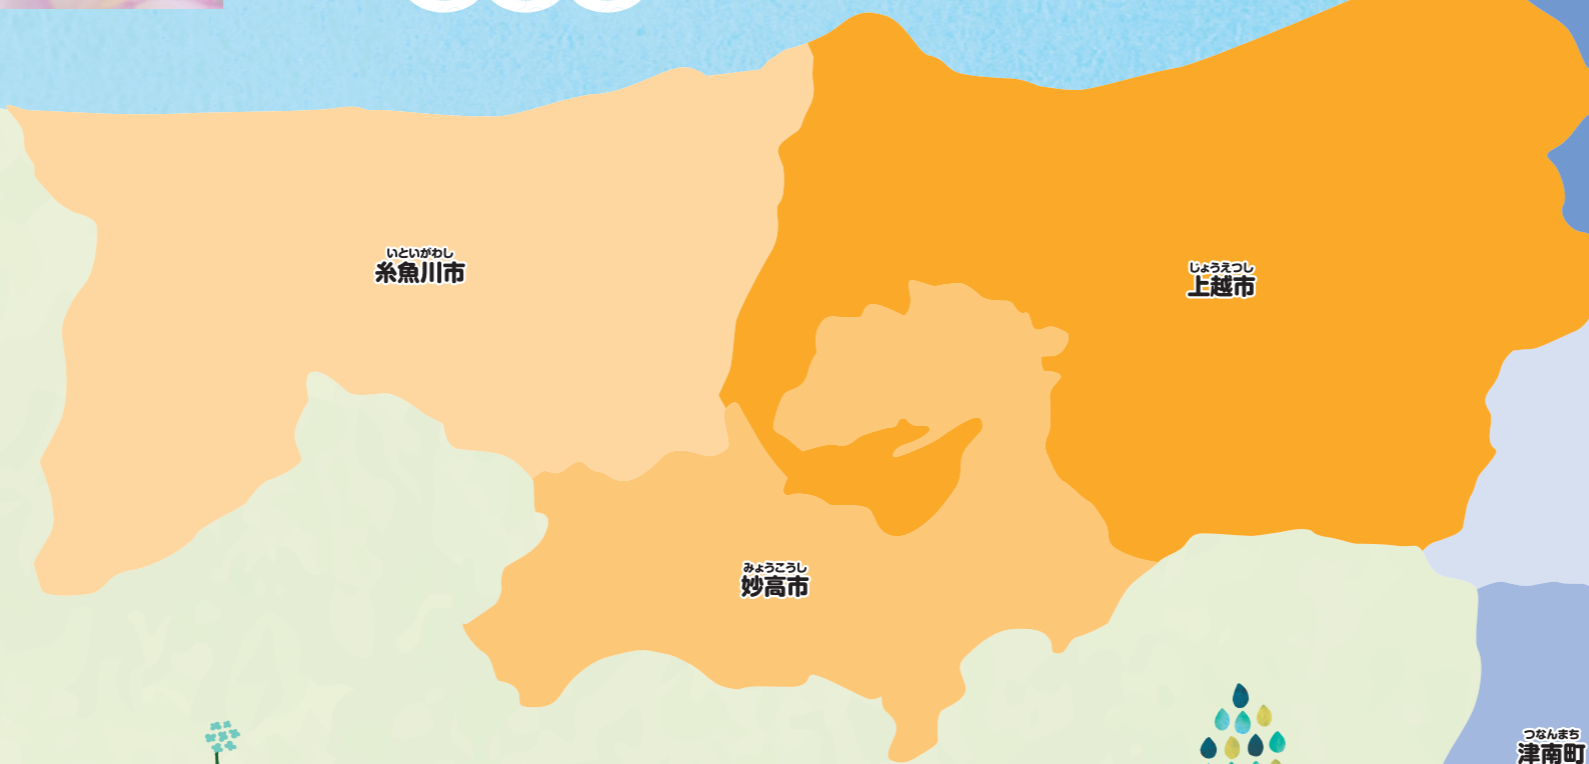 いといがわし
糸魚川市
じょうえつし
上越市
みょうこうし
妙高市
つなんまち
津南町